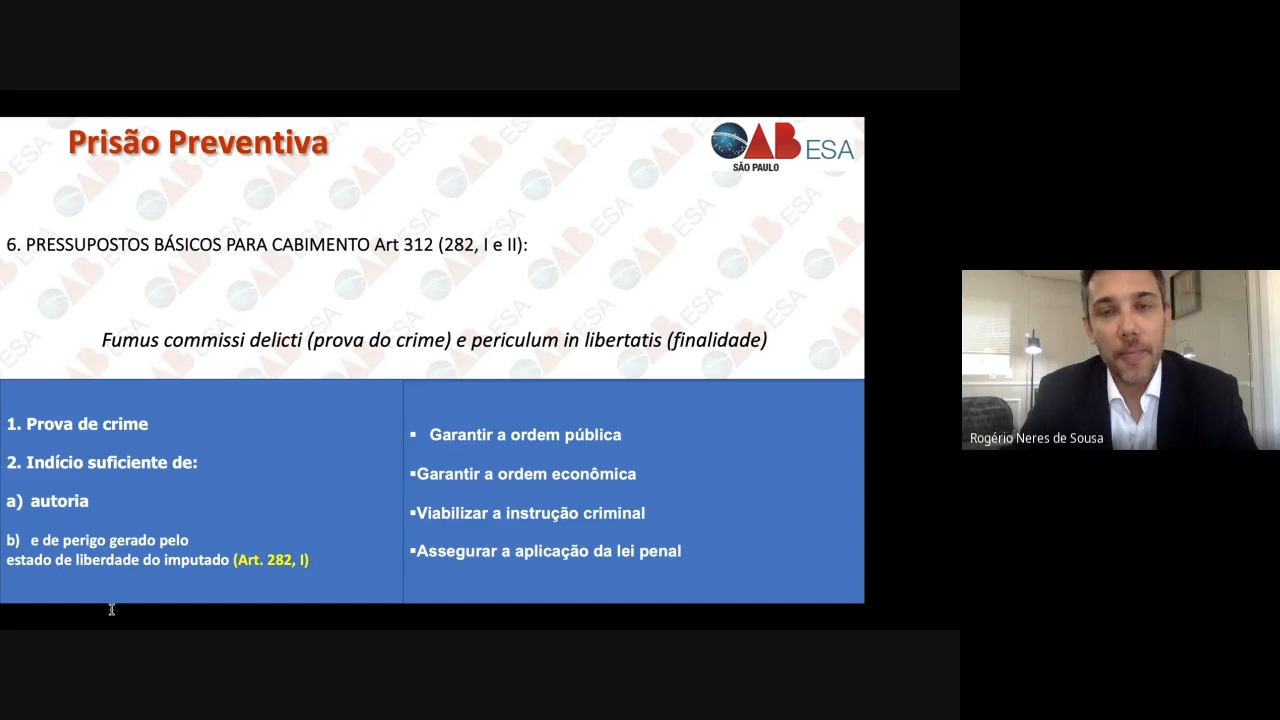 Prisão Preventiva
OAB ESA
SÃO PAULO
6. PRESSUPOSTOS BÁSICOS PARA CABIMENTO Art 312 (282, I e II):
Fumus commissi delicti (prova do crime) e periculum in libertatis (finalidade)
1. Prova de crime
2. Indício suficiente de:
a) autoria
b) e de perigo gerado pelo
estado de liberdade do imputado (Art. 282, I)
▪ Garantir a ordem pública
▪Garantir a ordem econômica
▪Viabilizar a instrução criminal
▪Assegurar a aplicação da lei penal
Rogério Neres de Sousa